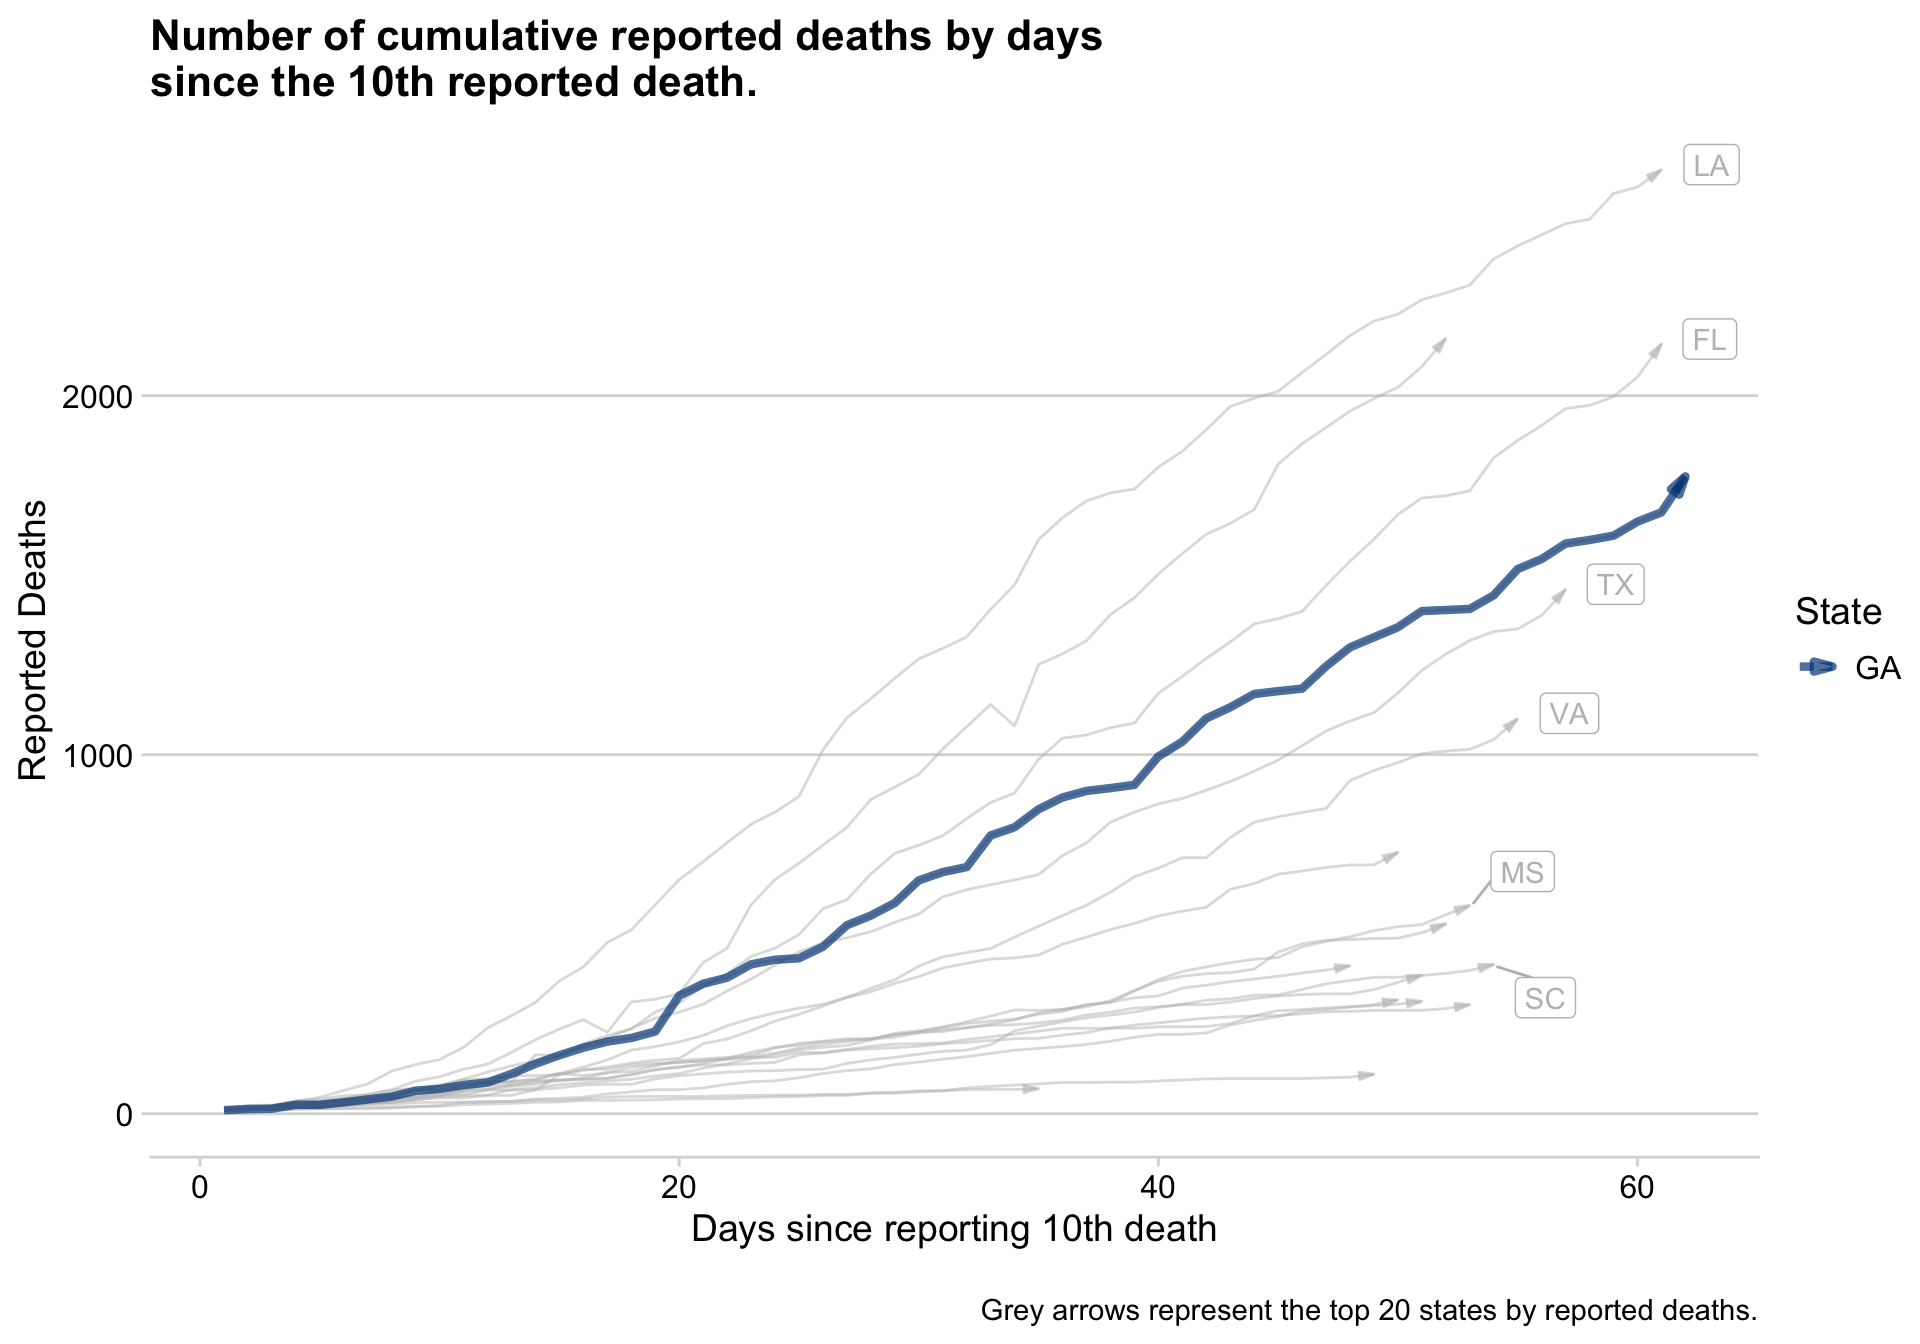 Number of cumulative reported deaths by days
since the 10th reported death.
LA
FL
2000
TX
Reported Deaths
State
GA
VA
1000
MS
SC
0
0 20 40 60
Days since reporting 10th death
Grey arrows represent the top 20 states by reported deaths.